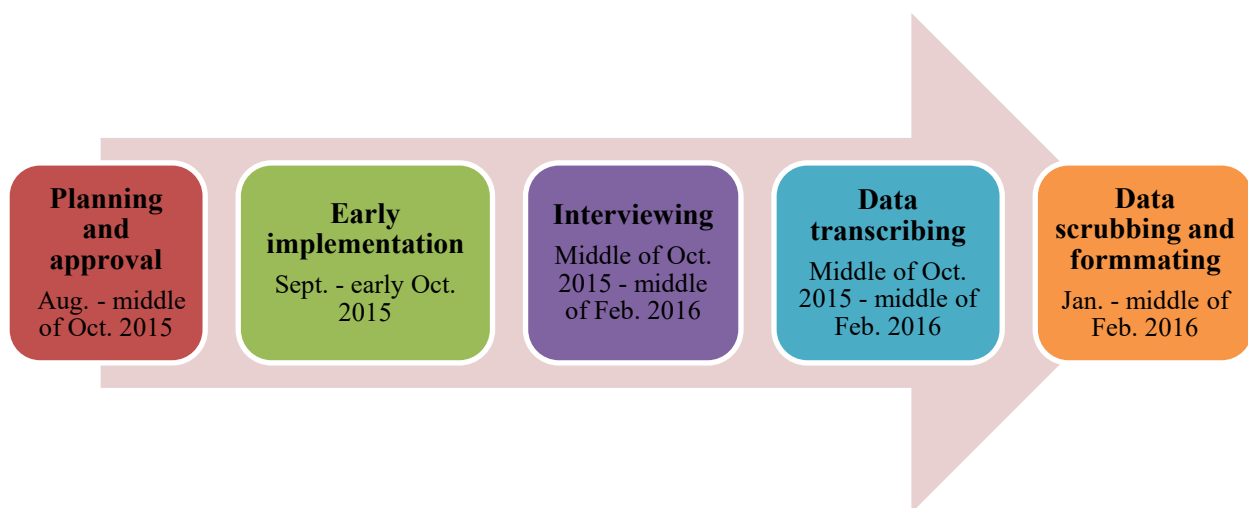 Planning
and
approval
Aug. - middle
of Oct. 2015
Early
implementation
Sept. - early Oct.
2015
Interviewing
Middle of Oct.
2015 - middle
of Feb. 2016
Data
transcribing
Middle of Oct.
2015 - middle of
Feb. 2016
Data
scrubbing and
formmating
Jan. - middle of
Feb. 2016